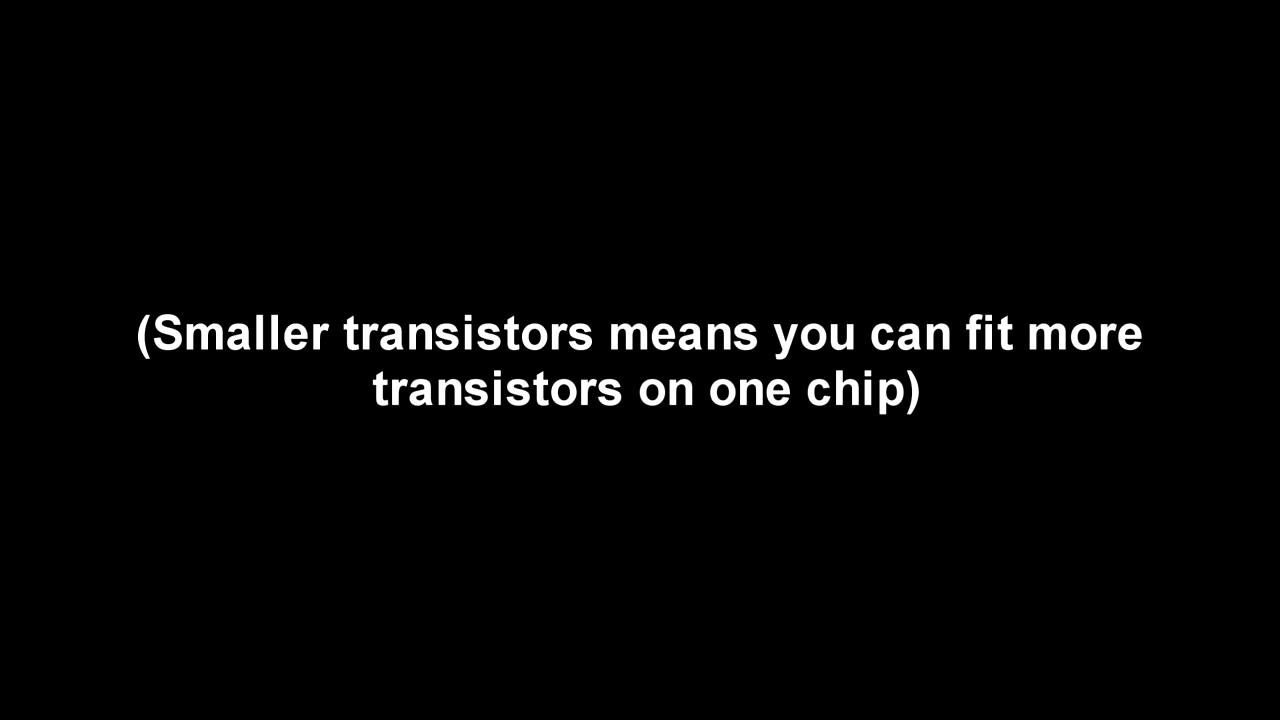 (Smaller transistors means you can fit more
transistors on one chip)